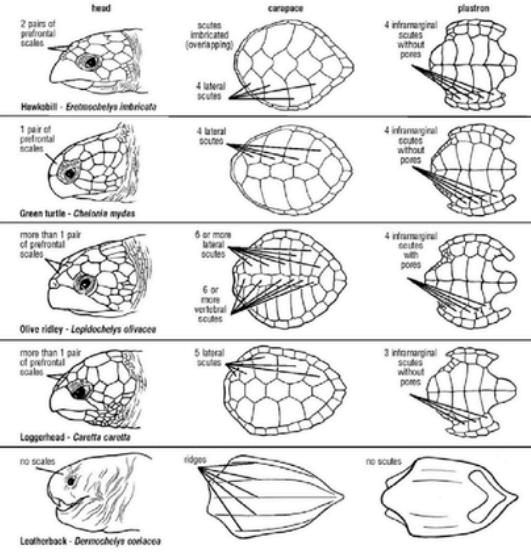 head
carapace
plastron
2 pairs of
prefrontal
scales
scutes
imbricated
(overlapping)
4 lateral
scutes
4 inframarginal
scutes
without
pores
Hawksbill - Eretmochelys imbricata
1 pair of
prefrontal
scales
4 lateral
scutes
4 inframarginal
scutes
without
pores
Green turtle - Chelonia mydas
more than 1 pair
of prefrontal
scales
6 or more
lateral
scutes
6 or
more
vertebral
scutes
4 inframarginal
scutes
with
pores
Olive ridley - Lepidochelys olivacea
more than 1 pair
of prefrontal
scales
5 lateral
scutes
3 inframarginal
scutes
without
pores
Loggerhead - Caretta caretta
no scales
ridges
no scutes
Leatherback - Dermochelys coriacea